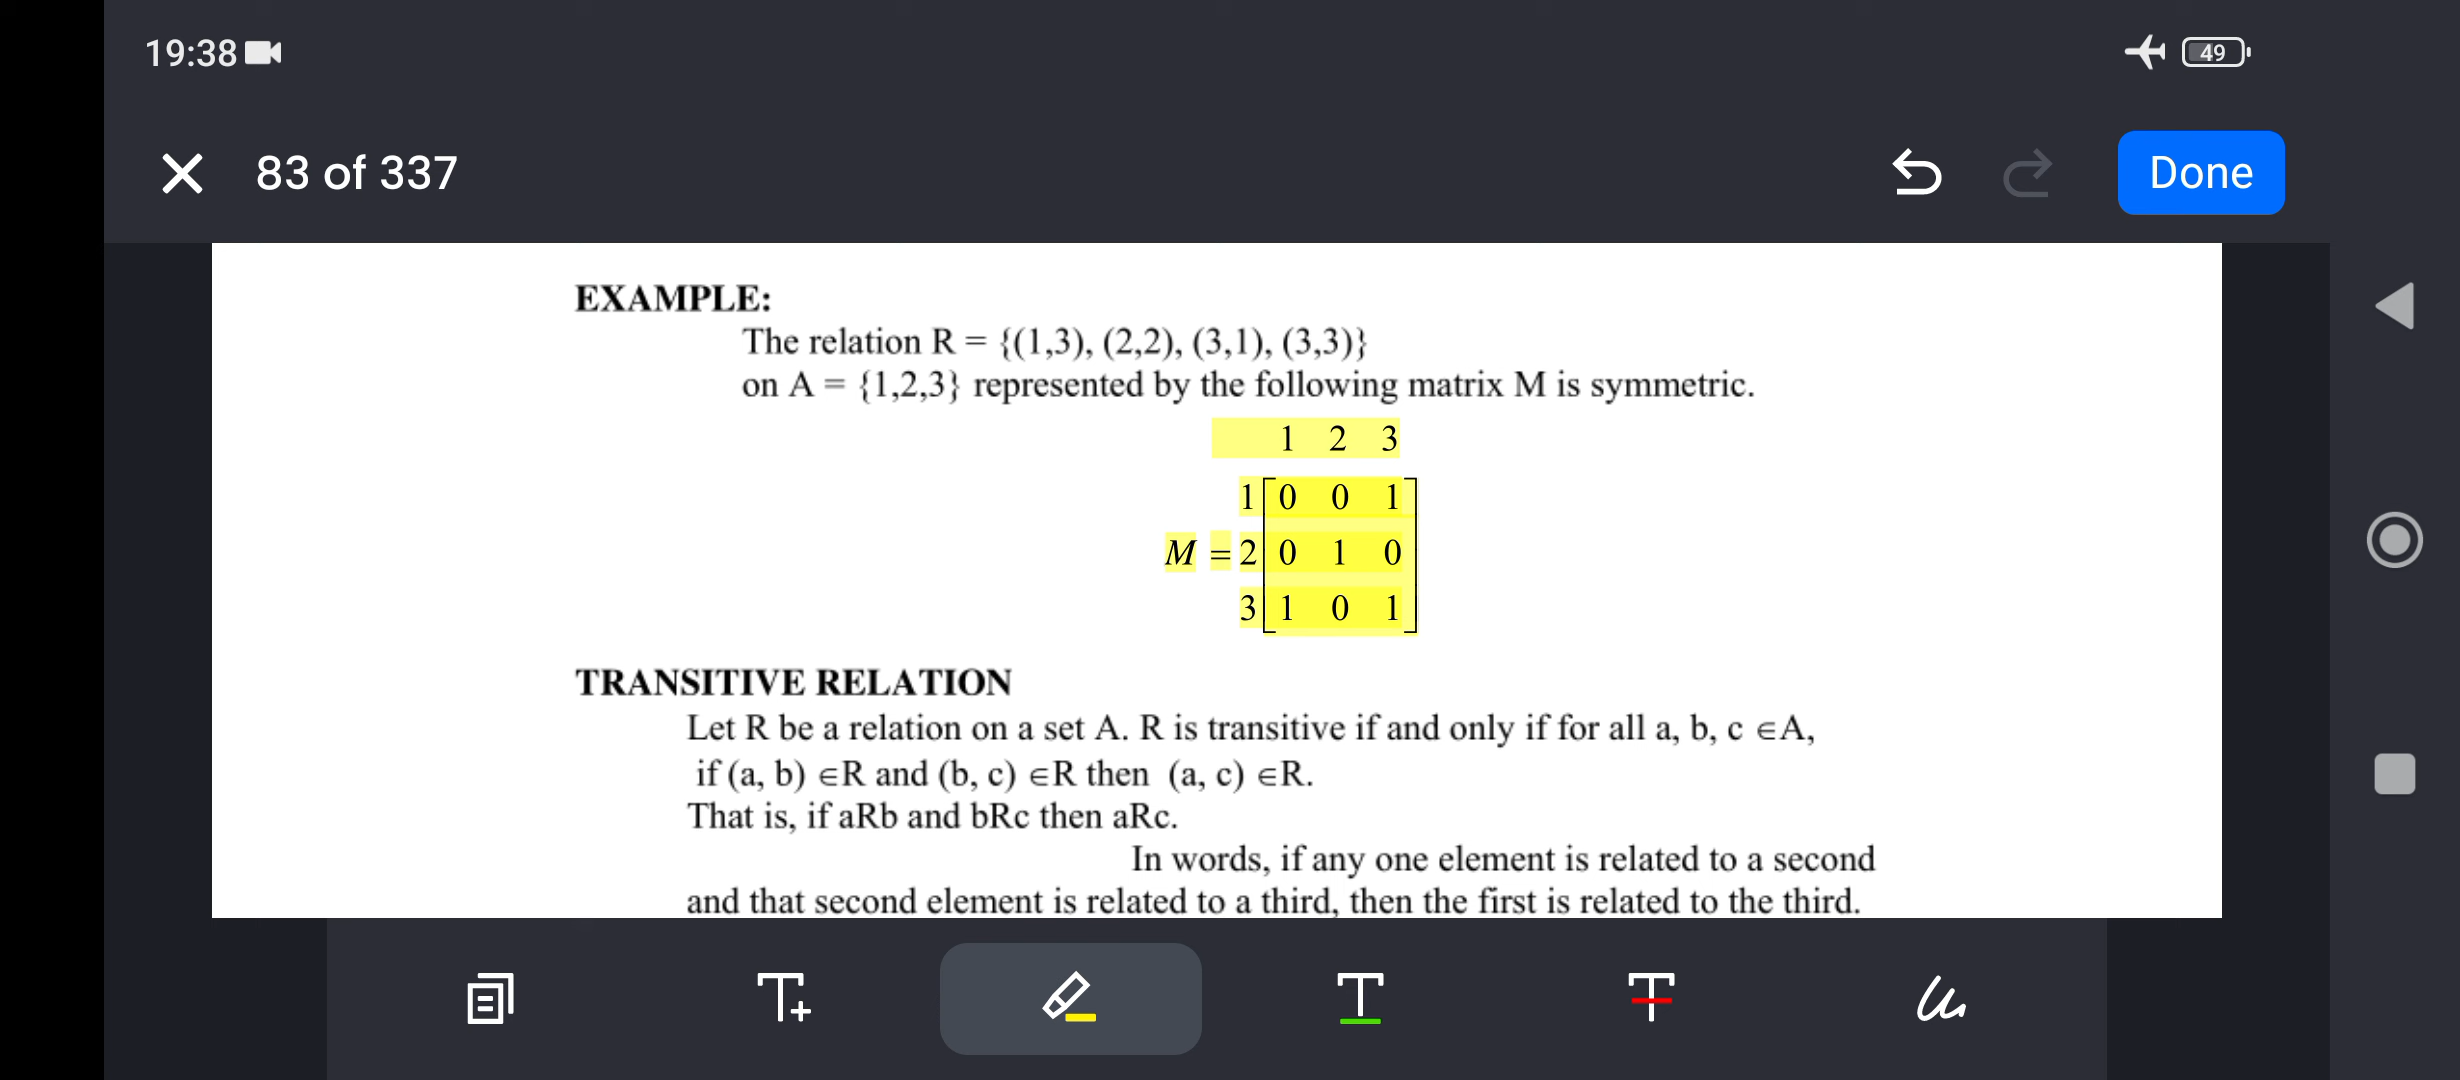 19:38
49
83 of 337
Done
EXAMPLE:
The relation R = {(1,3), (2,2), (3,1), (3,3)}
on A = {1,2,3} represented by the following matrix M is symmetric.
1 2 3
1 0 0 1
M = 2 0 1 0
3 1 0 1
TRANSITIVE RELATION
Let R be a relation on a set A. R is transitive if and only if for all a, b, c ∈A,
if (a, b) ∈R and (b, c) ∈R then (a, c) ∈R.
That is, if aRb and bRc then aRc.
In words, if any one element is related to a second
and that second element is related to a third, then the first is related to the third.